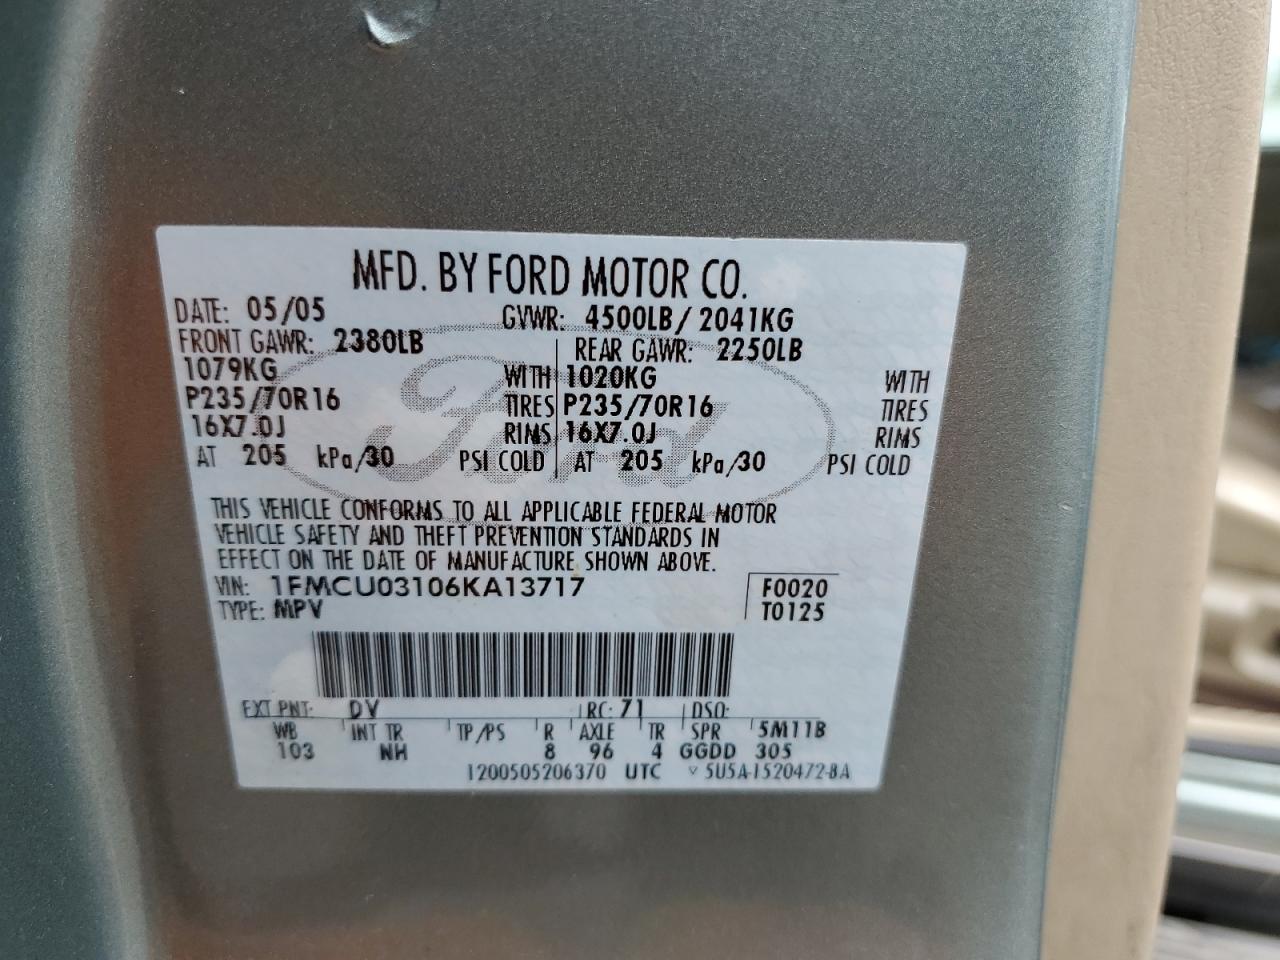 MFD. BY FORD MOTOR CO.
DATE: 05/05 GVWR: 4500LB/ 2041KG
FRONT GAWR: 2380LB REAR GAWR: 2250LB
1079KG WITH 1020KG WITH
P235/70R16 TIRES P235/70R16 TIRES
16X7.0J RIMS 16X7.0J RIMS
AT 205 kPa/30 PSI COLD AT 205 kPa/30 PSI COLD
Ford
THIS VEHICLE CONFORMS TO ALL APPLICABLE FEDERAL MOTOR
VEHICLE SAFETY AND THEFT PREVENTION STANDARDS IN
EFFECT ON THE DATE OF MANUFACTURE SHOWN ABOVE.
VIN: 1FMCU03106KA13717 F0020
TYPE: MPV T0125
EXT PNT: DV RC: 71 DSO:
WB INT TR TP/PS R AXLE TR SPR 5M11B
103 NH 8 96 4 GGDD 305
1200505206370 UTC 5U5A-1520472-BA